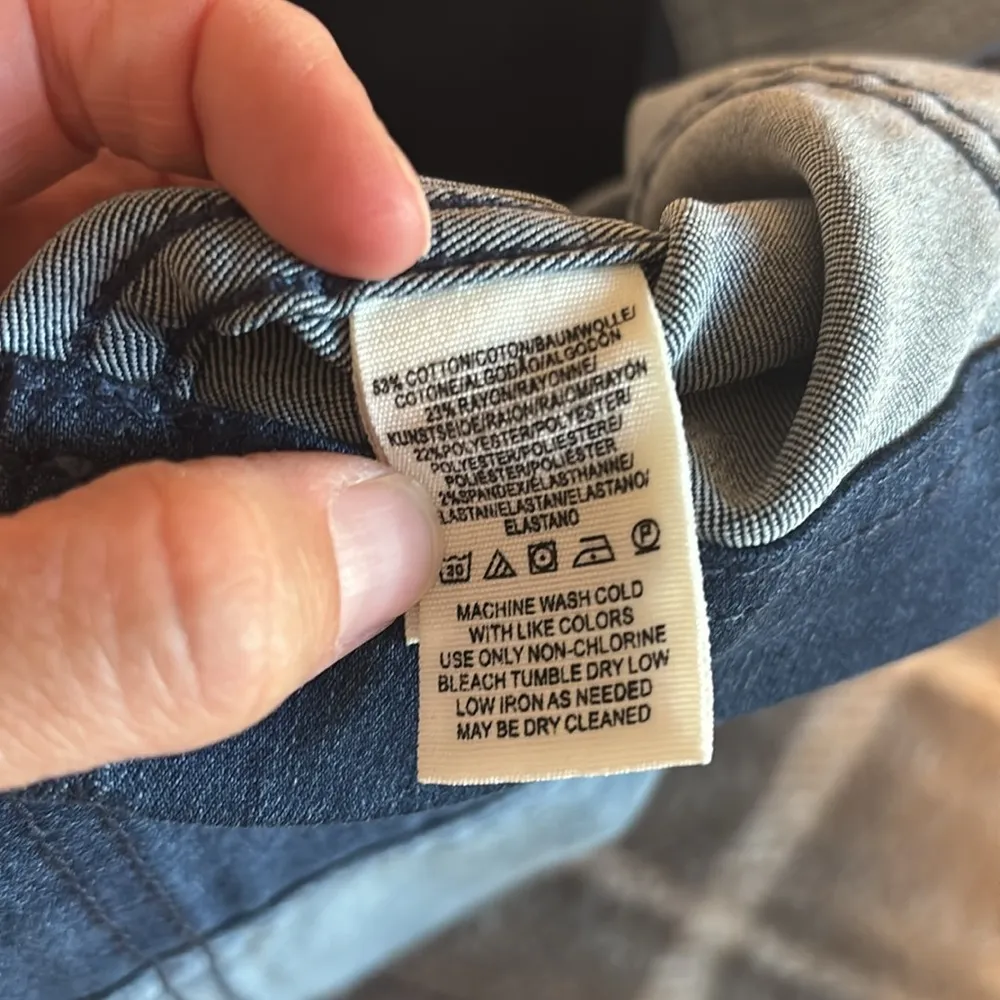 53% COTTON/COTON/BAUMWOLLE/
COTONE/ALGODÃO/ALGODÓN
23% RAYON/RAYONNE/
KUNSTSEIDE/RAION/RAIOM/RAYÓN
22%POLYESTER/POLYESTER/
POLYESTER/POLIESTERE/
POLIESTER/POLIÉSTER
2%SPANDEX/ÉLASTHANNE/
ELASTAN/ELASTAN/ELASTANO/
ELASTANO
30 P
MACHINE WASH COLD
WITH LIKE COLORS
USE ONLY NON-CHLORINE
BLEACH TUMBLE DRY LOW
LOW IRON AS NEEDED
MAY BE DRY CLEANED